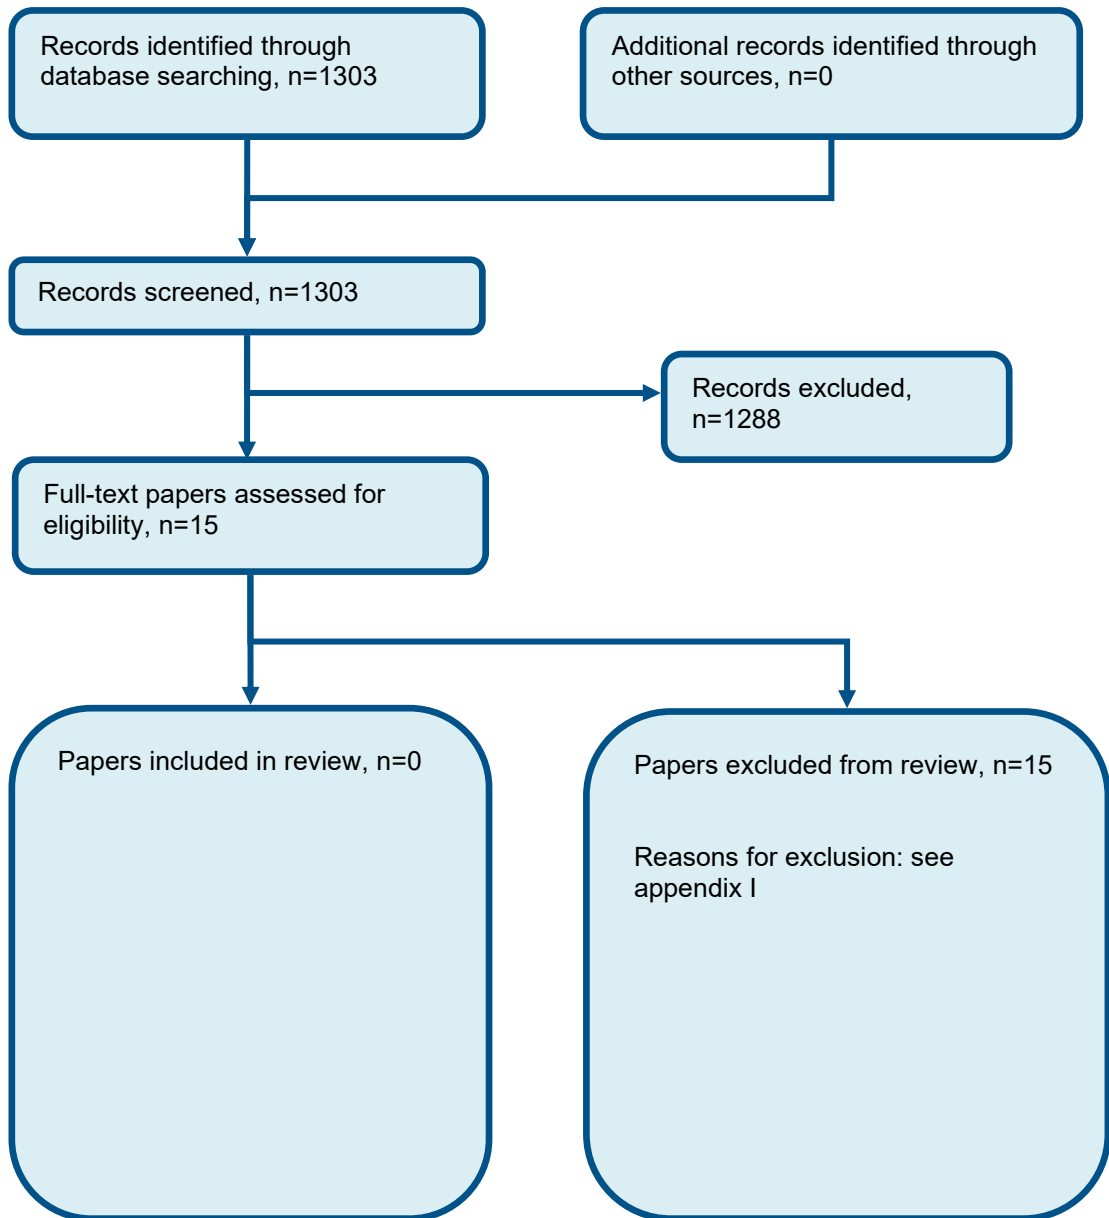 Records identified through
database searching, n=1303
Additional records identified through
other sources, n=0
Records screened, n=1303
Records excluded,
n=1288
Full-text papers assessed for
eligibility, n=15
Papers included in review, n=0
Papers excluded from review, n=15
Reasons for exclusion: see
appendix I